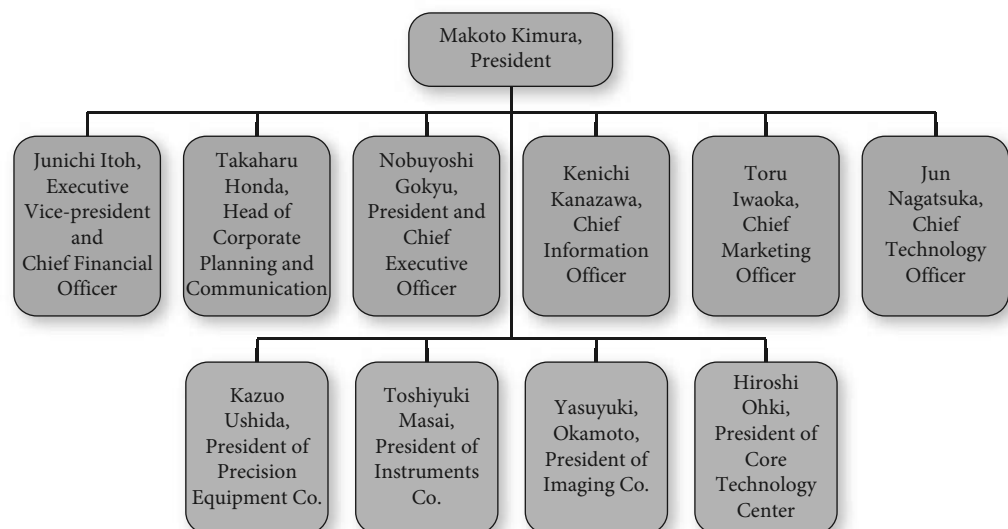 Makoto Kimura,
President
Junichi Itoh,
Executive
Vice-president
and
Chief Financial
Officer
Takaharu
Honda,
Head of
Corporate
Planning and
Communication
Nobuyoshi
Gokyu,
President and
Chief
Executive
Officer
Kenichi
Kanazawa,
Chief
Information
Officer
Toru
Iwaoka,
Chief
Marketing
Officer
Jun
Nagatsuka,
Chief
Technology
Officer
Kazuo
Ushida,
President of
Precision
Equipment Co.
Toshiyuki
Masai,
President of
Instruments
Co.
Yasuyuki,
Okamoto,
President of
Imaging Co.
Hiroshi
Ohki,
President of
Core
Technology
Center